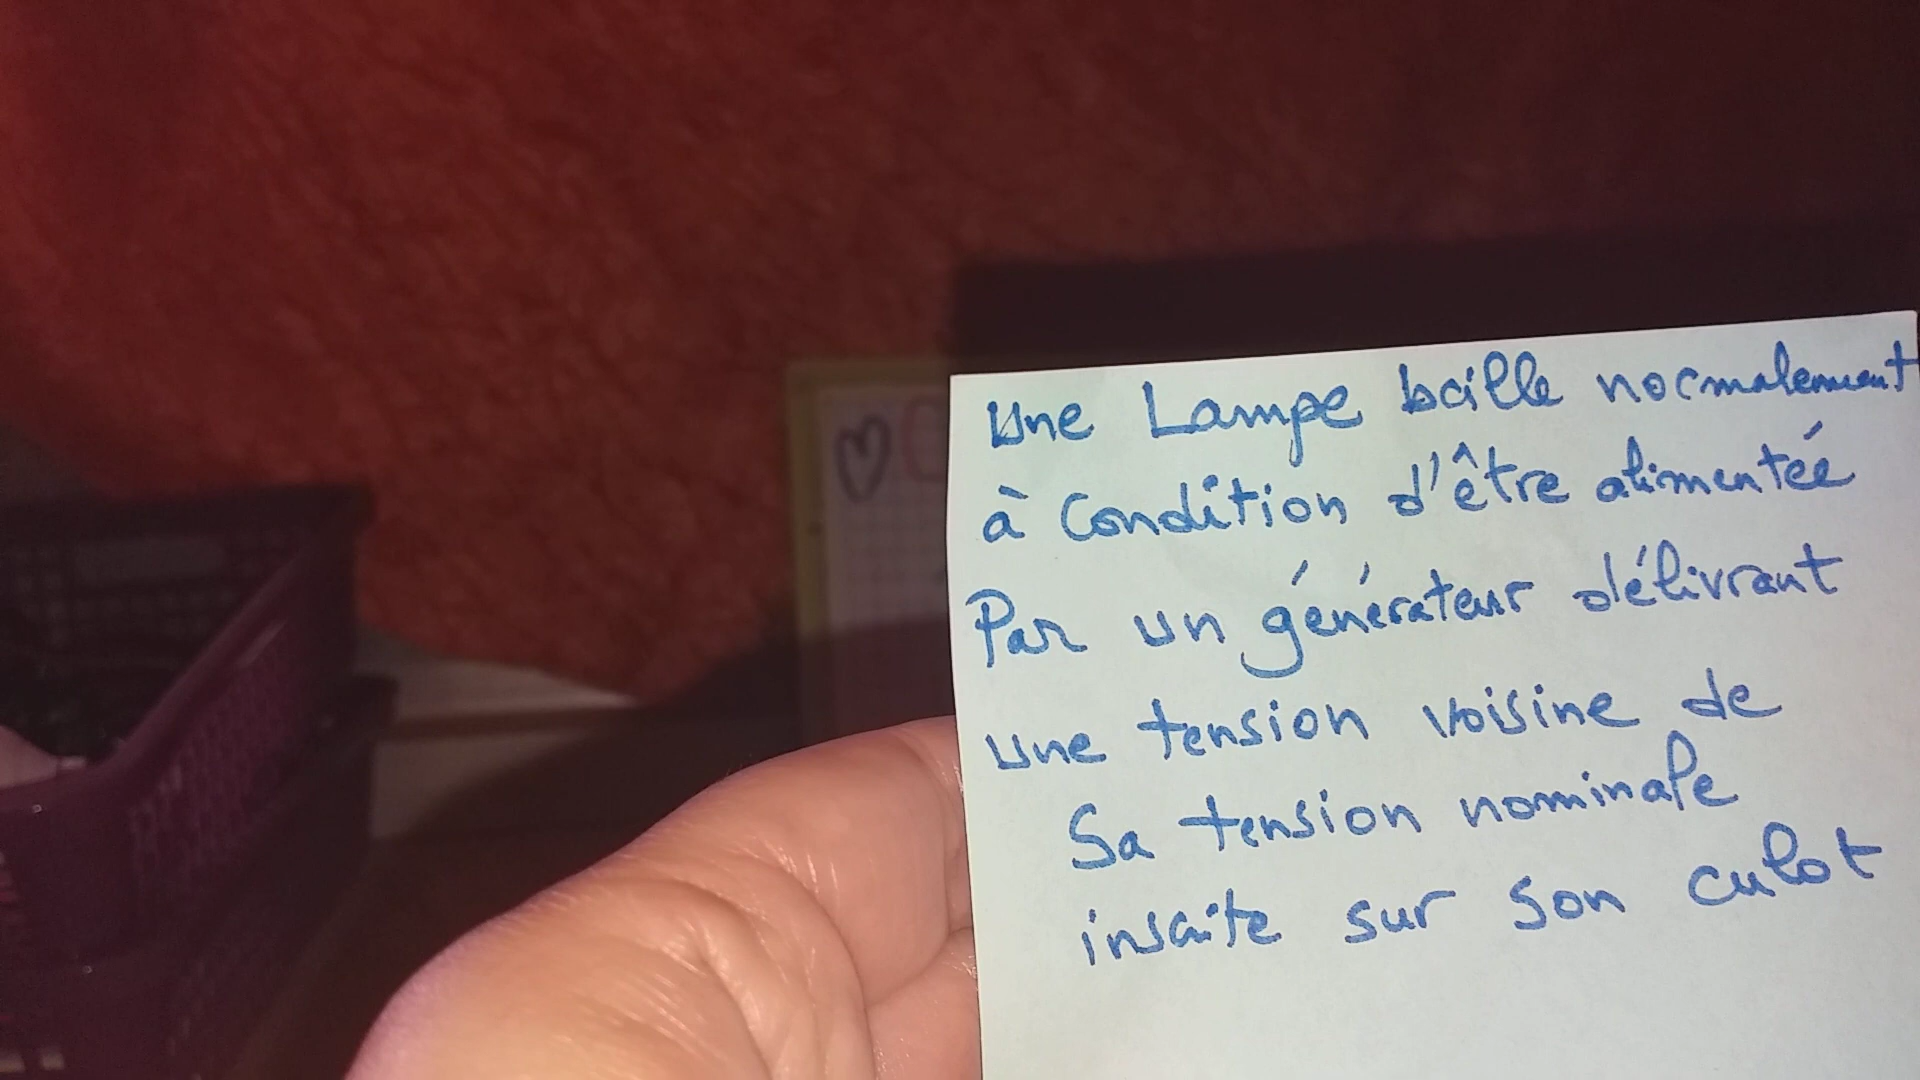 Une Lampe brille normalement
à Condition d'être alimentée
Par un générateur délivrant
une tension voisine de
Sa tension nominale
inscrite sur son culot